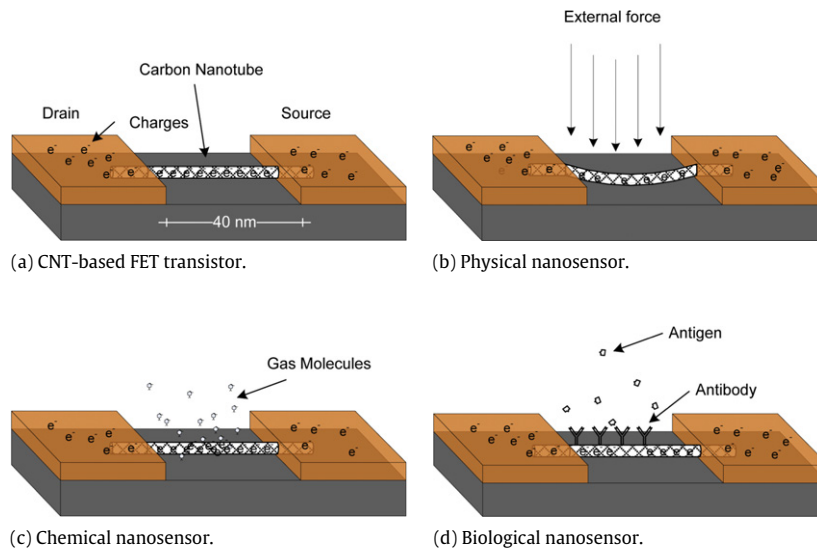 External force
Carbon Nanotube
Drain
Charges
Source
e⁻ e⁻ e⁻ e⁻ e⁻ e⁻
e e e e e e e e e
e⁻ e⁻ e⁻ e⁻ e⁻ e⁻
40 nm
(a) CNT-based FET transistor.
(b) Physical nanosensor.
Gas Molecules
Antigen
Antibody
(c) Chemical nanosensor.
(d) Biological nanosensor.